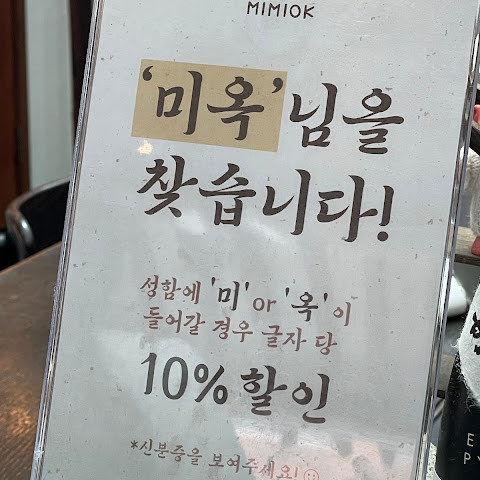 MIMIOK
'미옥'님을
찾습니다!
성함에 '미' or '옥'이
들어갈 경우 글자 당
10% 할인
*신분증을 보여주세요!☺
E
P